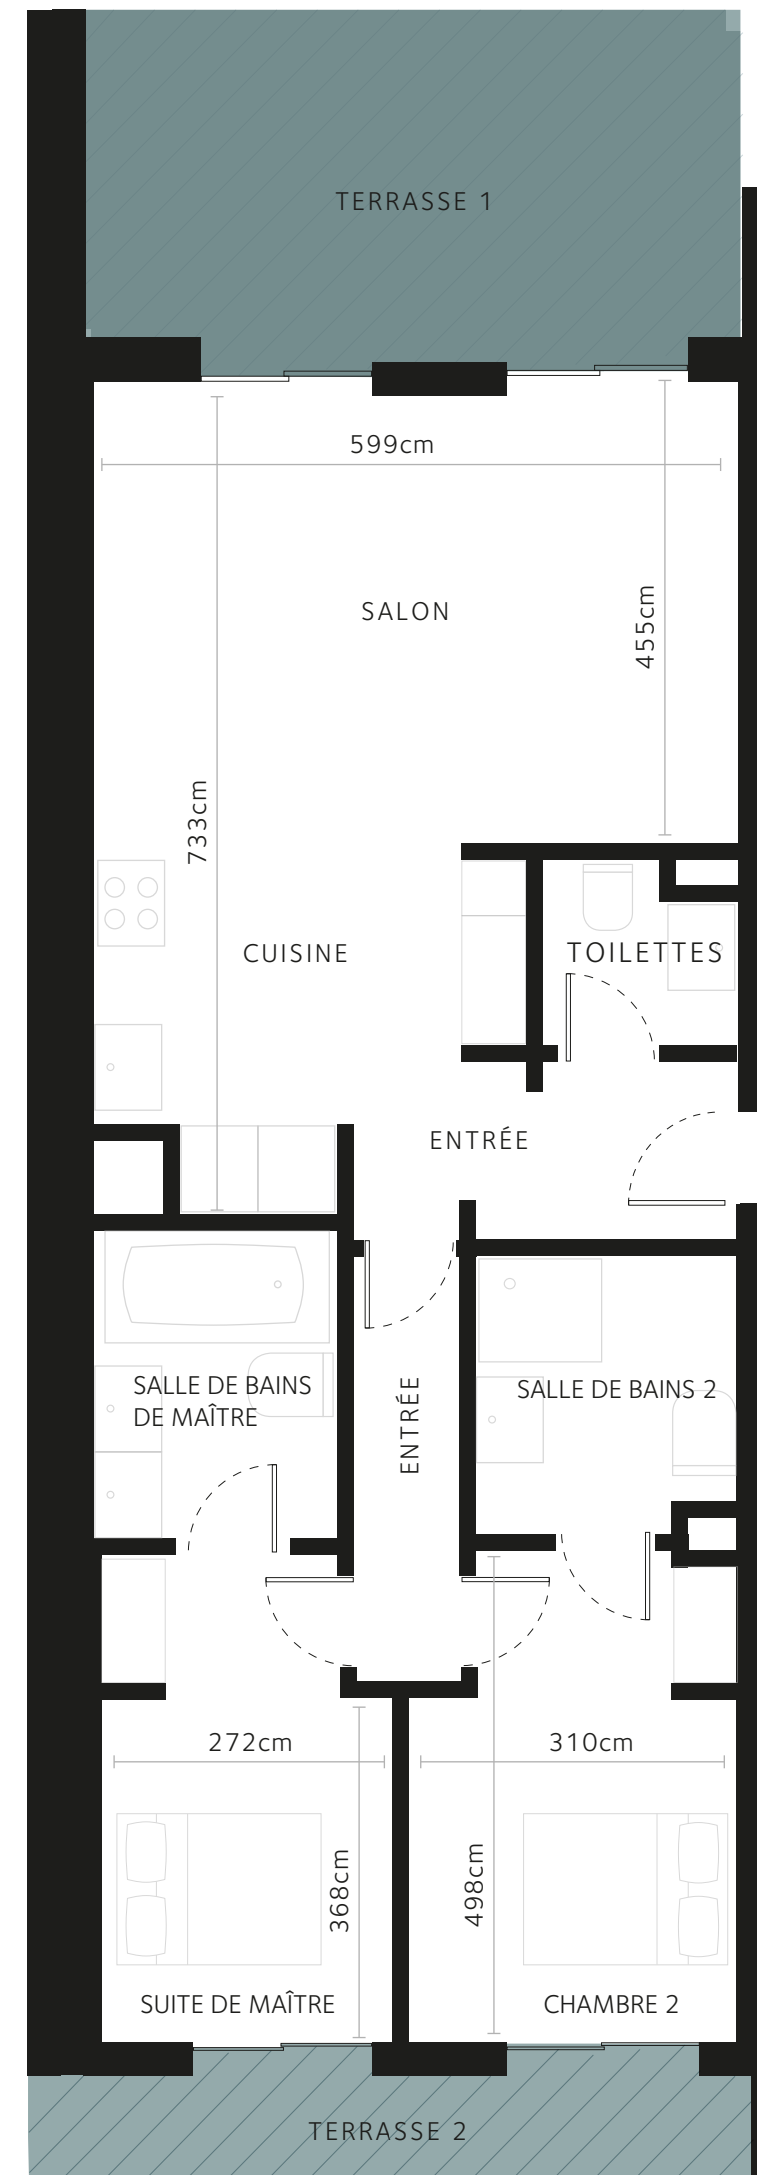 TERRASSE 1
599cm
SALON
455cm
733cm
CUISINE
TOILETTES
ENTRÉE
SALLE DE BAINS
DE MAÎTRE
ENTRÉE
SALLE DE BAINS 2
272cm
310cm
368cm
498cm
SUITE DE MAÎTRE
CHAMBRE 2
TERRASSE 2